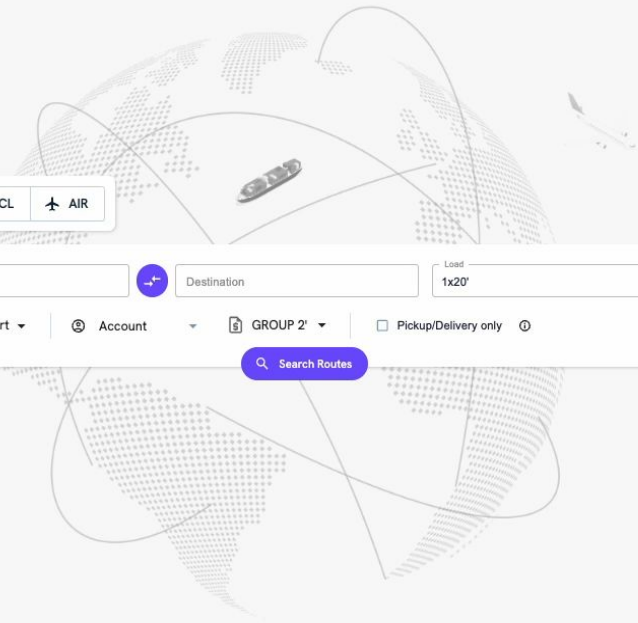 CL AIR
Destination
Load
1x20'
rt Account GROUP 2' Pickup/Delivery only
Search Routes